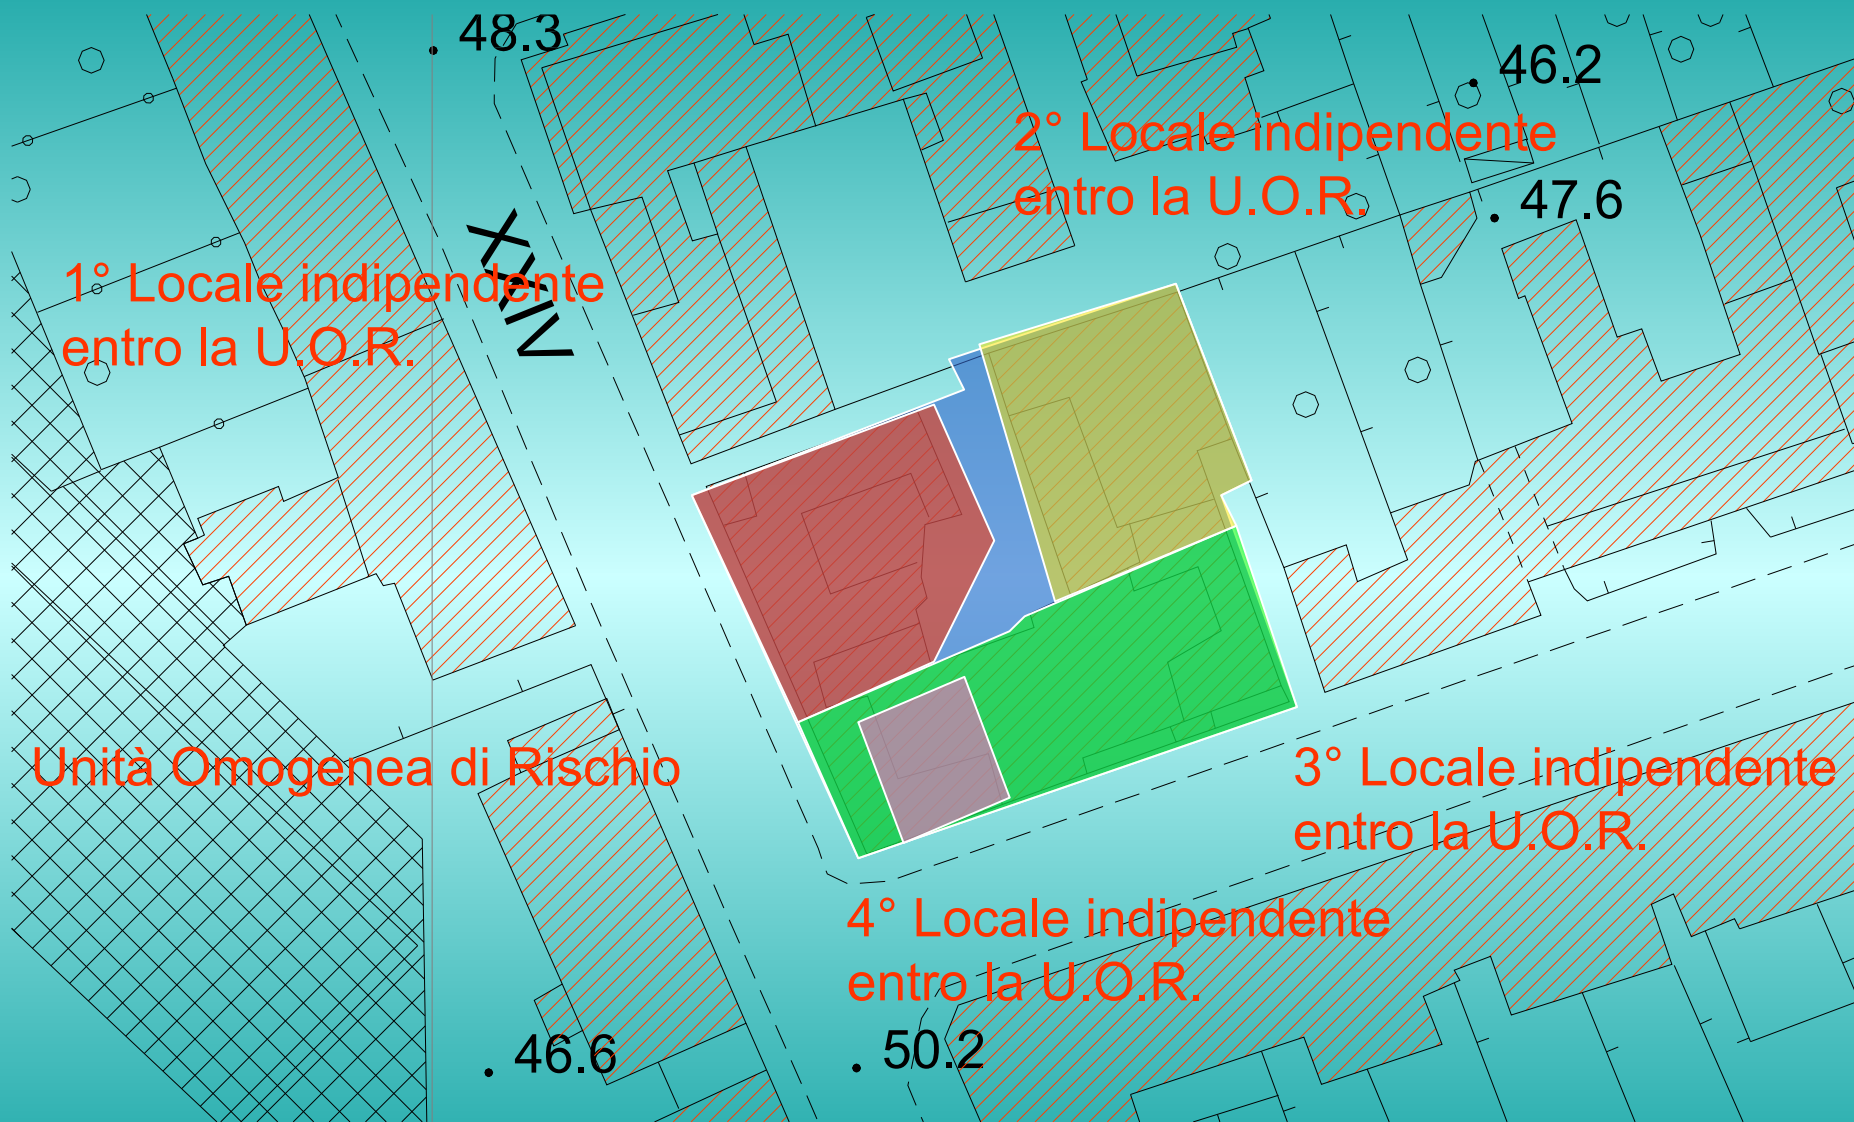 48.3
46.2
2° Locale indipendente
entro la U.O.R.
47.6
XXIV
1° Locale indipendente
entro la U.O.R.
Unità Omogenea di Rischio
3° Locale indipendente
entro la U.O.R.
4° Locale indipendente
entro la U.O.R.
46.6
50.2